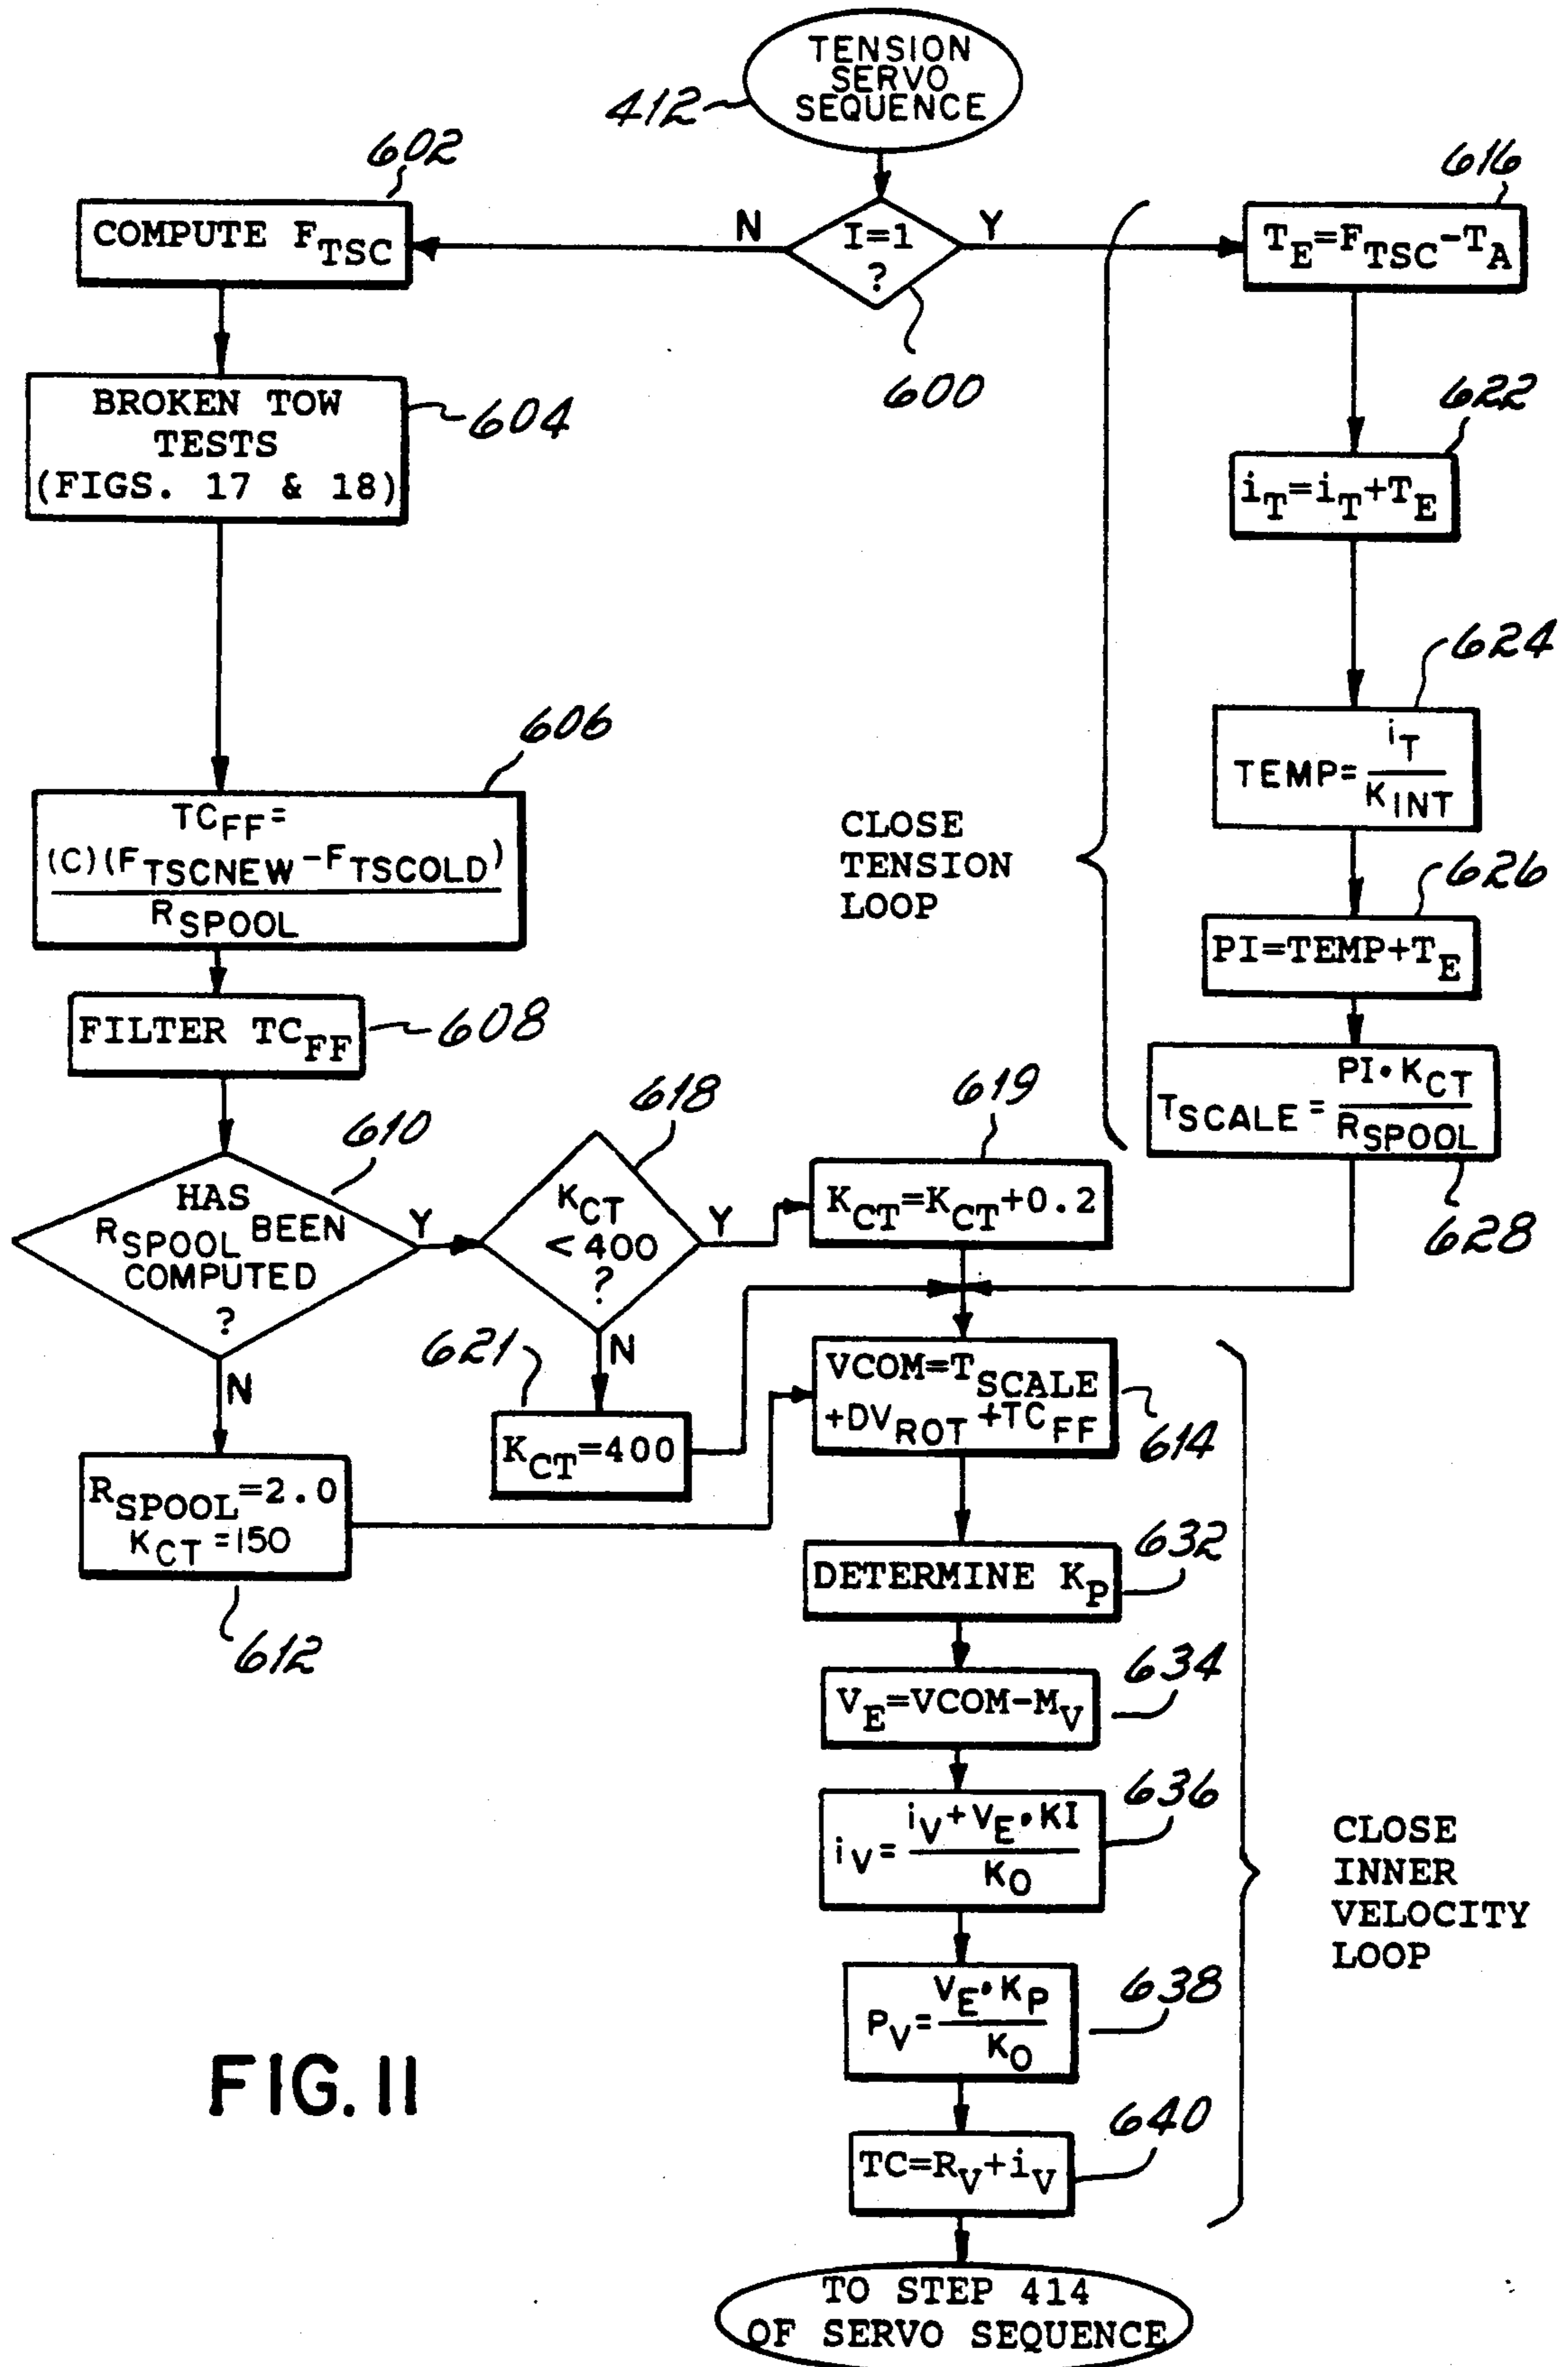 TENSION
SERVO
SEQUENCE
412
602
616
COMPUTE F_TSC
N
I=1
?
Y
T_E=F_TSC-T_A
600
BROKEN TOW
TESTS
(FIGS. 17 & 18)
604
622
i_T=i_T+T_E
624
TEMP=i_T/K_INT
606
TC_FF=
(C)(F_TSCNEW-F_TSCOLD)
R_SPOOL
CLOSE
TENSION
LOOP
626
PI=TEMP+T_E
FILTER TC_FF
608
T_SCALE=PI•K_CT/R_SPOOL
628
610
HAS
R_SPOOL BEEN
COMPUTED
?
Y
618
K_CT
<400
?
Y
619
K_CT=K_CT+0.2
N
N
621
K_CT=400
VCOM=T_SCALE
+DV_ROT+TC_FF
614
R_SPOOL=2.0
K_CT=150
612
DETERMINE K_P
632
V_E=VCOM-M_V
634
i_V=i_V+V_E•KI/K_O
636
P_V=V_E•K_P/K_O
638
TC=R_V+i_V
640
CLOSE
INNER
VELOCITY
LOOP
TO STEP 414
OF SERVO SEQUENCE
FIG. 11